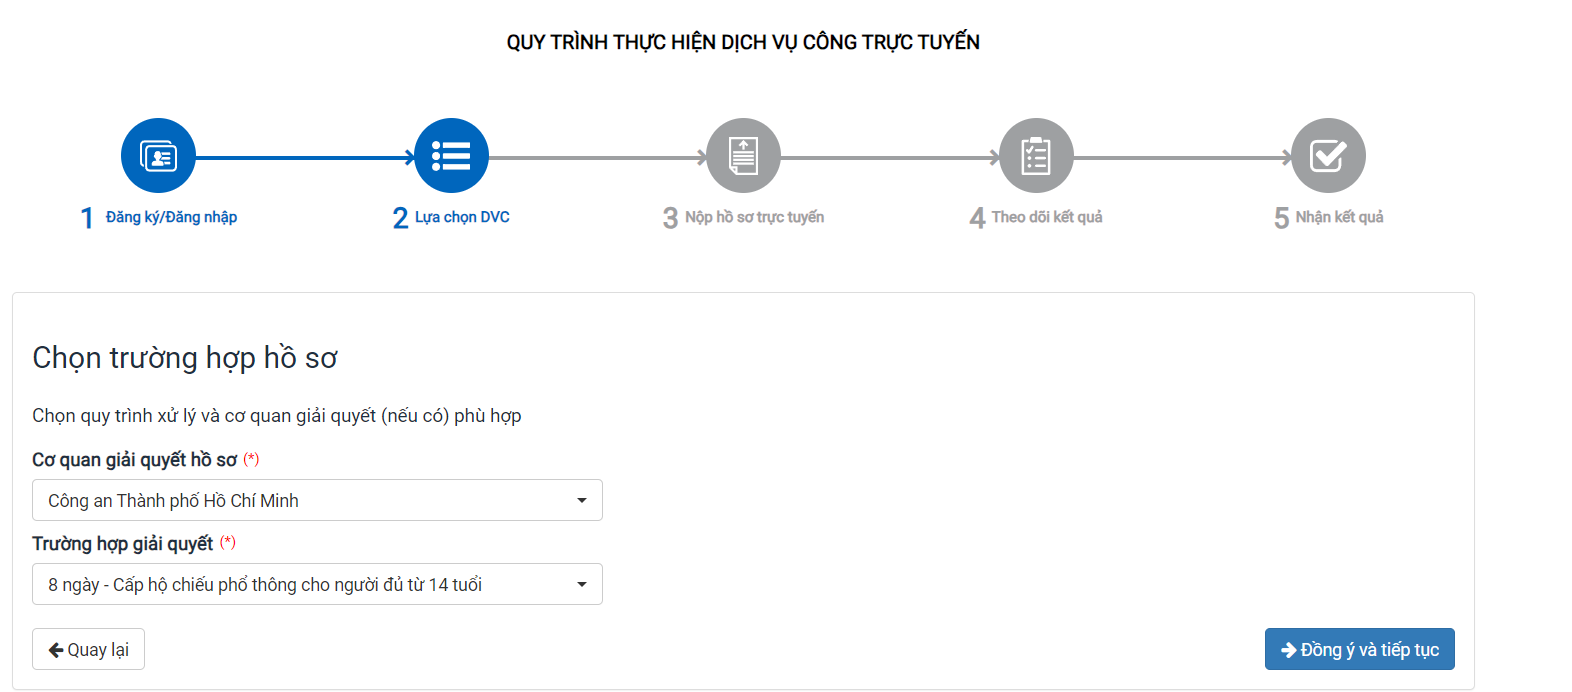 QUY TRÌNH THỰC HIỆN DỊCH VỤ CÔNG TRỰC TUYẾN
1 Đăng ký/Đăng nhập
2 Lựa chọn DVC
3 Nộp hồ sơ trực tuyến
4 Theo dõi kết quả
5 Nhận kết quả
Chọn trường hợp hồ sơ
Chọn quy trình xử lý và cơ quan giải quyết (nếu có) phù hợp
Cơ quan giải quyết hồ sơ (*)
Công an Thành phố Hồ Chí Minh
Trường hợp giải quyết (*)
8 ngày - Cấp hộ chiếu phổ thông cho người đủ từ 14 tuổi
Quay lại
Đồng ý và tiếp tục